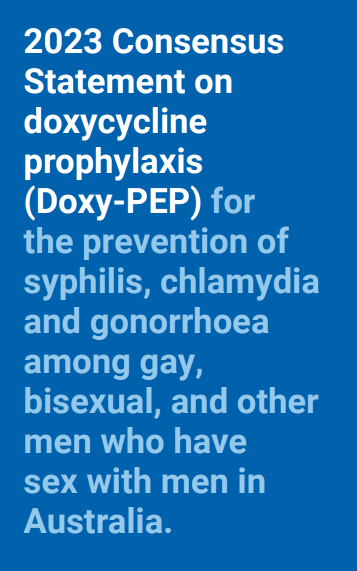 2023 Consensus
Statement on
doxycycline
prophylaxis
(Doxy-PEP) for
the prevention of
syphilis, chlamydia
and gonorrhoea
among gay,
bisexual, and other
men who have
sex with men in
Australia.